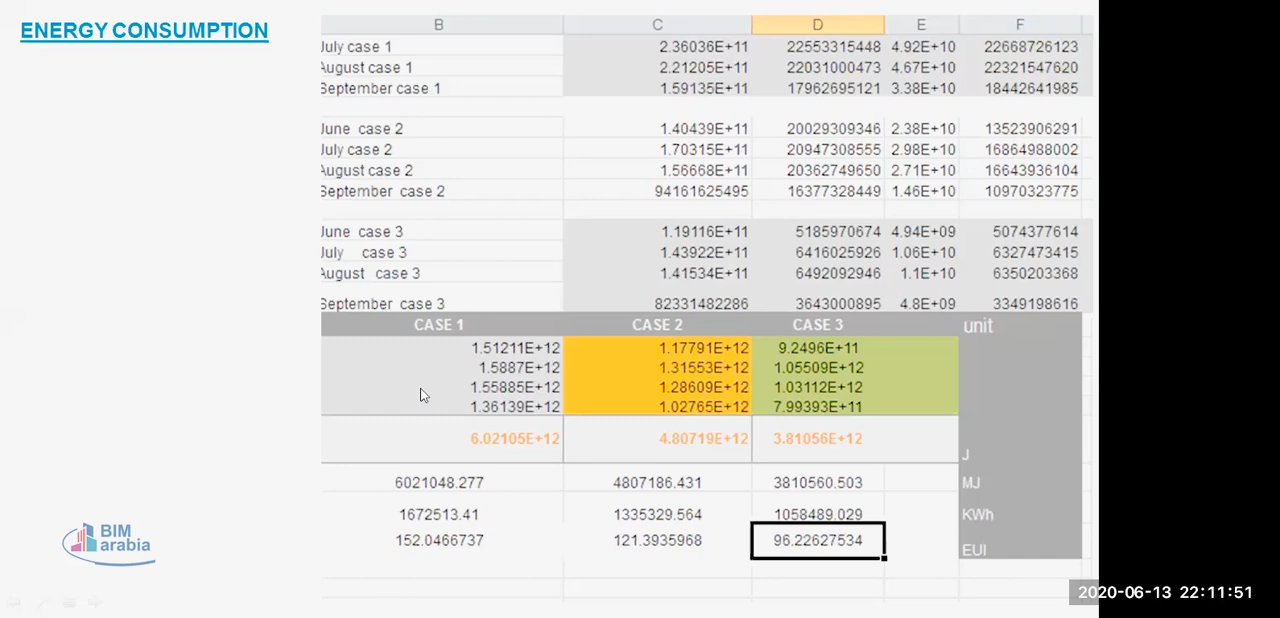 ENERGY CONSUMPTION
B C D E F
July case 1 2.36036E+11 22553315448 4.92E+10 22668726123
August case 1 2.21205E+11 22031000473 4.67E+10 22321547620
September case 1 1.59135E+11 17962695121 3.38E+10 18442641985
June case 2 1.40439E+11 20029309346 2.38E+10 13523906291
July case 2 1.70315E+11 20947308555 2.98E+10 16864988002
August case 2 1.56668E+11 20362749650 2.71E+10 16643936104
September case 2 94161625495 16377328449 1.46E+10 10970323775
June case 3 1.19116E+11 5185970674 4.94E+09 5074377614
July case 3 1.43922E+11 6416025926 1.06E+10 6327473415
August case 3 1.41534E+11 6492092946 1.1E+10 6350203368
September case 3 82331482286 3643000895 4.8E+09 3349198616
CASE 1 CASE 2 CASE 3 unit
1.51211E+12 1.17791E+12 9.2496E+11
1.5887E+12 1.31553E+12 1.05509E+12
1.55885E+12 1.28609E+12 1.03112E+12
1.36139E+12 1.02765E+12 7.99393E+11
6.02105E+12 4.80719E+12 3.81056E+12 J
6021048.277 4807186.431 3810560.503 MJ
1672513.41 1335329.564 1058489.029 KWh
152.0466737 121.3935968 96.22627534 EUI
BIM
arabia
2020-06-13 22:11:51